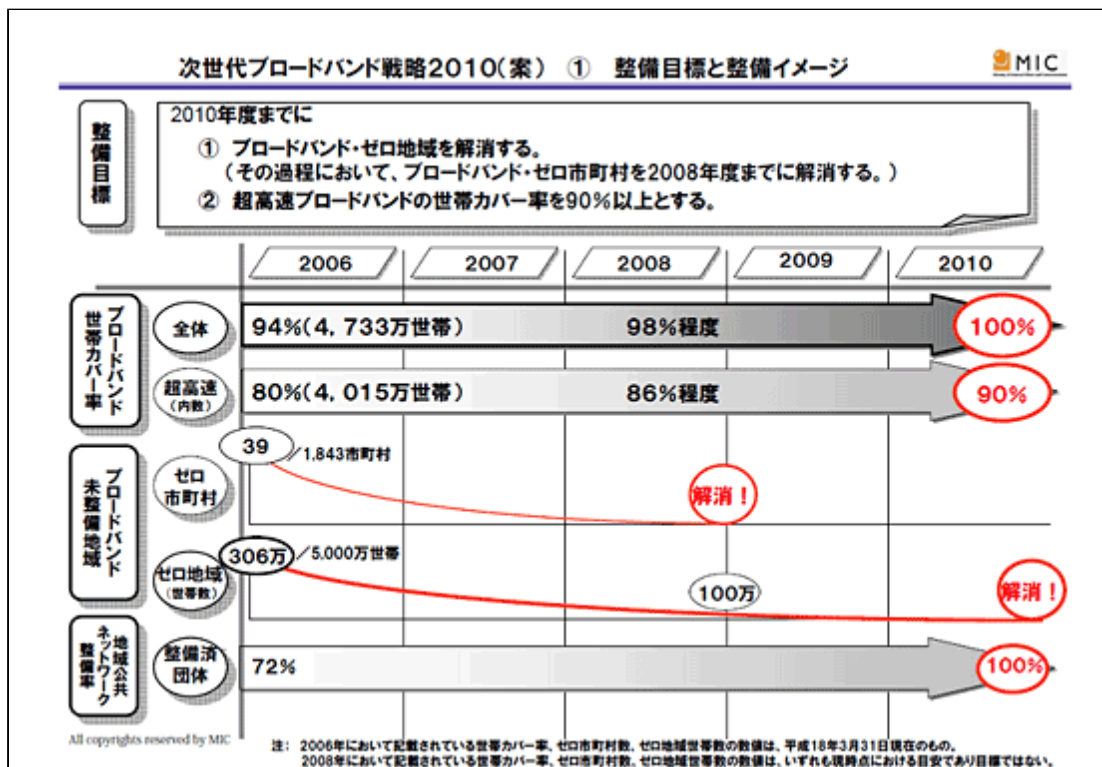 次世代ブロードバンド戦略2010(案) ① 整備目標と整備イメージ
MIC
整備目標
2010年度までに
① ブロードバンド・ゼロ地域を解消する。
（その過程において、ブロードバンド・ゼロ市町村を2008年度までに解消する。）
② 超高速ブロードバンドの世帯カバー率を90%以上とする。
2006 2007 2008 2009 2010
ブロードバンド
世帯カバー率
全体
94%(4，733万世帯) 98%程度 100%
超高速
（内数）
80%(4，015万世帯) 86%程度 90%
ブロードバンド
未整備地域
ゼロ
市町村
39／1,843市町村
解消！
ゼロ地域
（世帯数）
306万／5,000万世帯
100万
解消！
地域公共
ネットワーク
整備率
整備済
団体
72% 100%
All copyrights reserved by MIC
注： 2006年において記載されている世帯カバー率、ゼロ市町村数、ゼロ地域世帯数の数値は、平成18年3月31日現在のもの。
2008年において記載されている世帯カバー率、ゼロ市町村数、ゼロ地域世帯数の数値は、いずれも現時点における目安であり目標ではない。